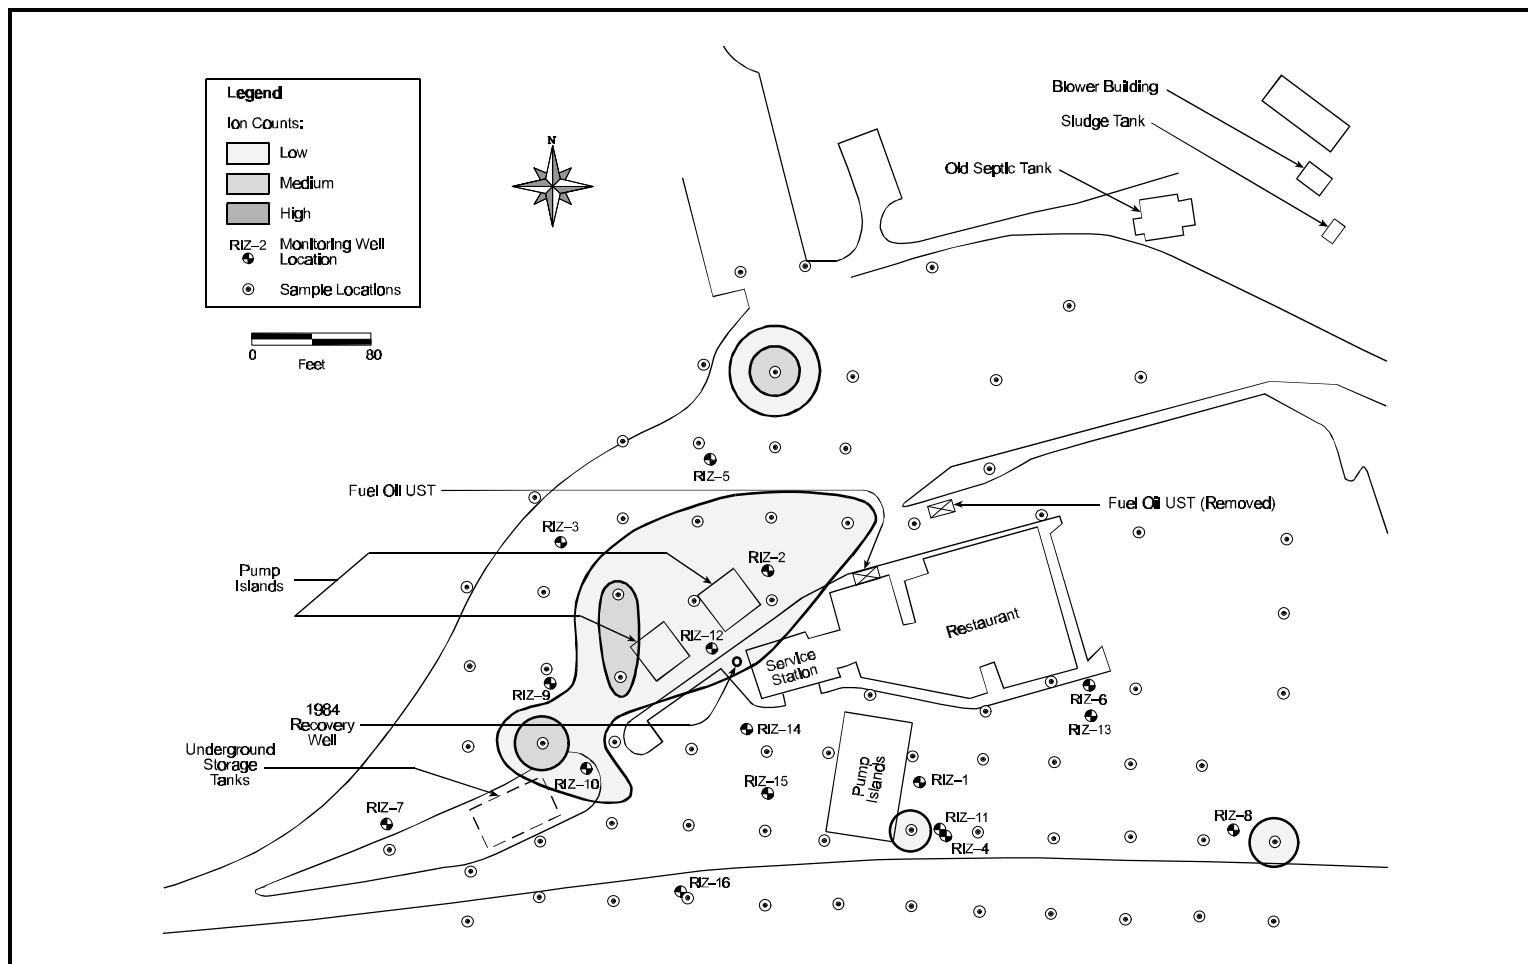 Legend
Ion Counts:
Low
Medium
High
RIZ-2 Monitoring Well
Location
Sample Locations
0 80
Feet
N
Blower Building
Sludge Tank
Old Septic Tank
RIZ-5
Fuel Oil UST
Fuel Oil UST (Removed)
RIZ-3
RIZ-2
Pump
Islands
Restaurant
RIZ-12
Service
Station
RIZ-9
RIZ-6
1984
Recovery
Well
RIZ-14
RIZ-13
Underground
Storage
Tanks
RIZ-10
RIZ-15
Pump
Islands
RIZ-1
RIZ-7
RIZ-11
RIZ-8
RIZ-4
RIZ-16